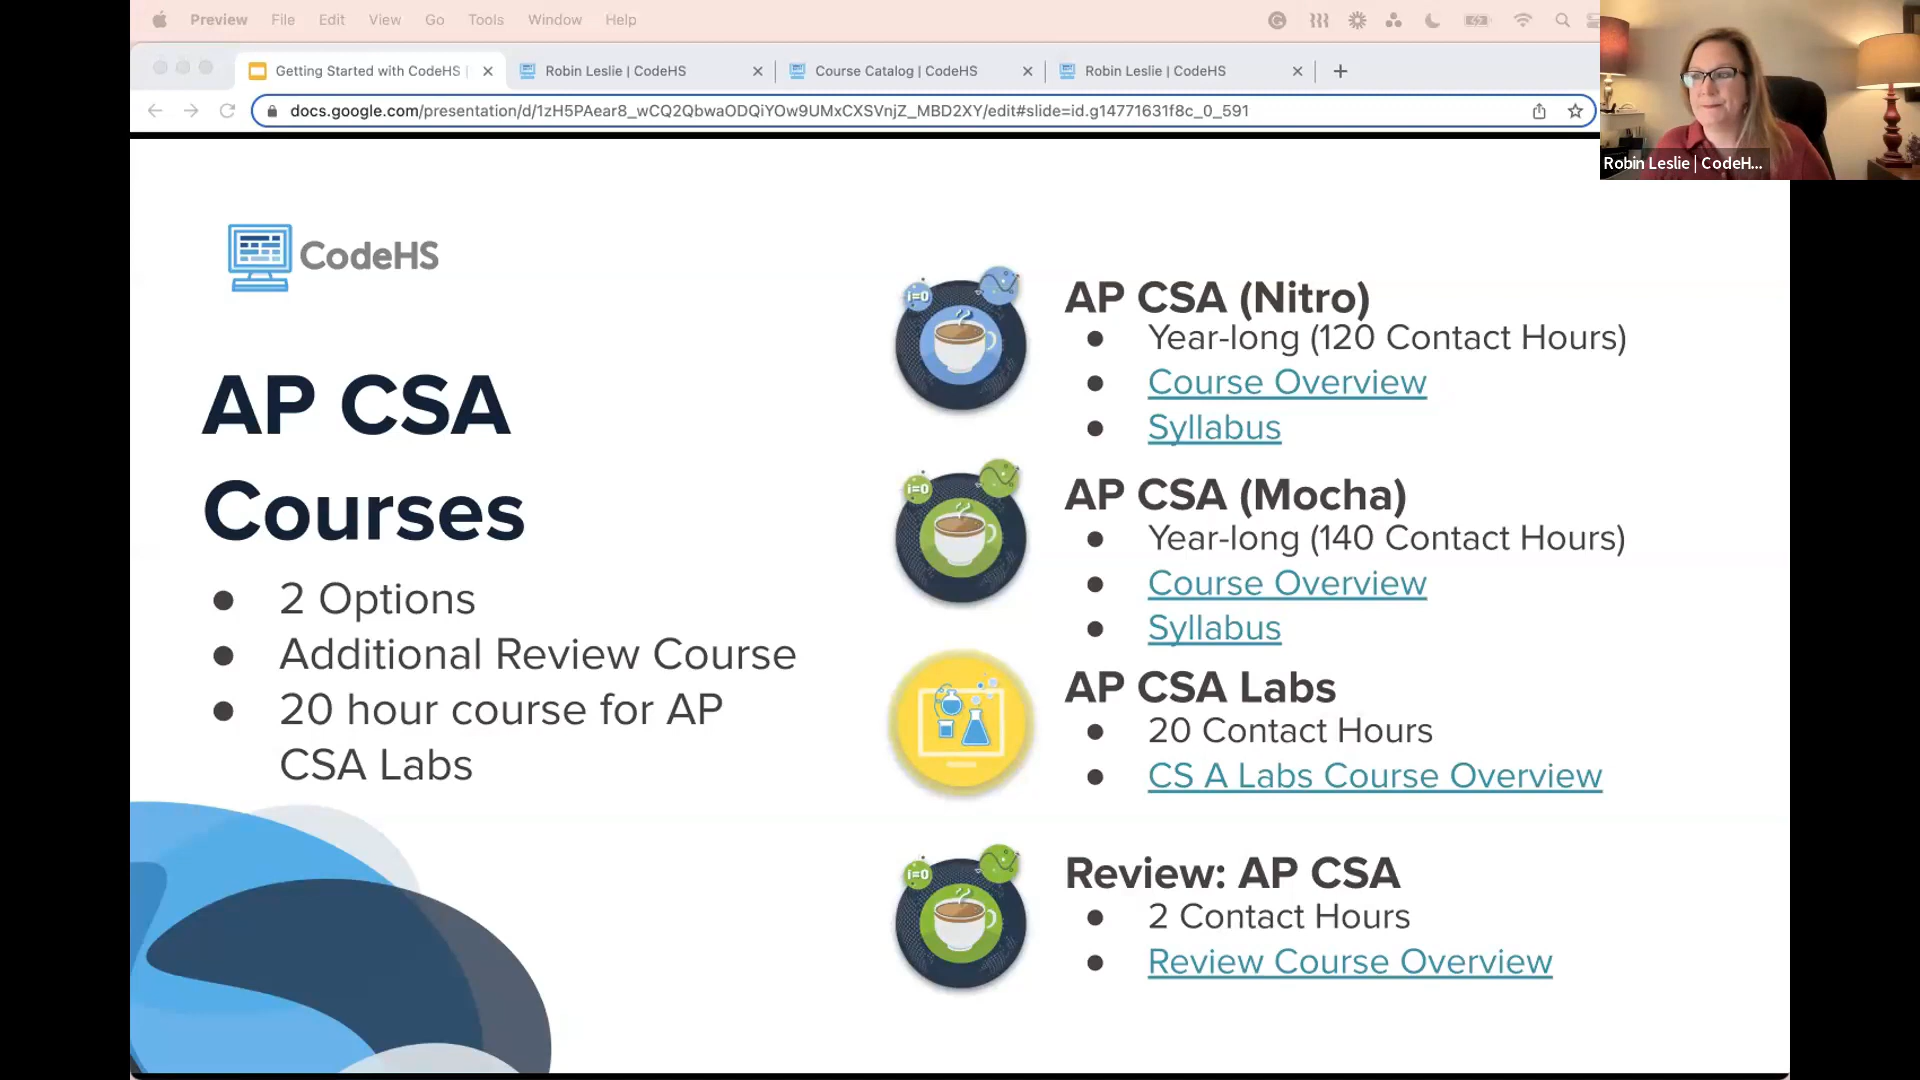 Preview File Edit View Go Tools Window Help
Getting Started with CodeHS | Robin Leslie | CodeHS Course Catalog | CodeHS Robin Leslie | CodeHS
docs.google.com/presentation/d/1zH5PAear8_wCQ2QbwaODQiYOw9UMxCXSVnjZ_MBD2XY/edit#slide=id.g14771631f8c_0_591
Robin Leslie | CodeH...
CodeHS
AP CSA
Courses
● 2 Options
● Additional Review Course
● 20 hour course for AP
CSA Labs
i=0
AP CSA (Nitro)
● Year-long (120 Contact Hours)
● Course Overview
● Syllabus
i=0
AP CSA (Mocha)
● Year-long (140 Contact Hours)
● Course Overview
● Syllabus
AP CSA Labs
● 20 Contact Hours
● CS A Labs Course Overview
i=0
Review: AP CSA
● 2 Contact Hours
● Review Course Overview